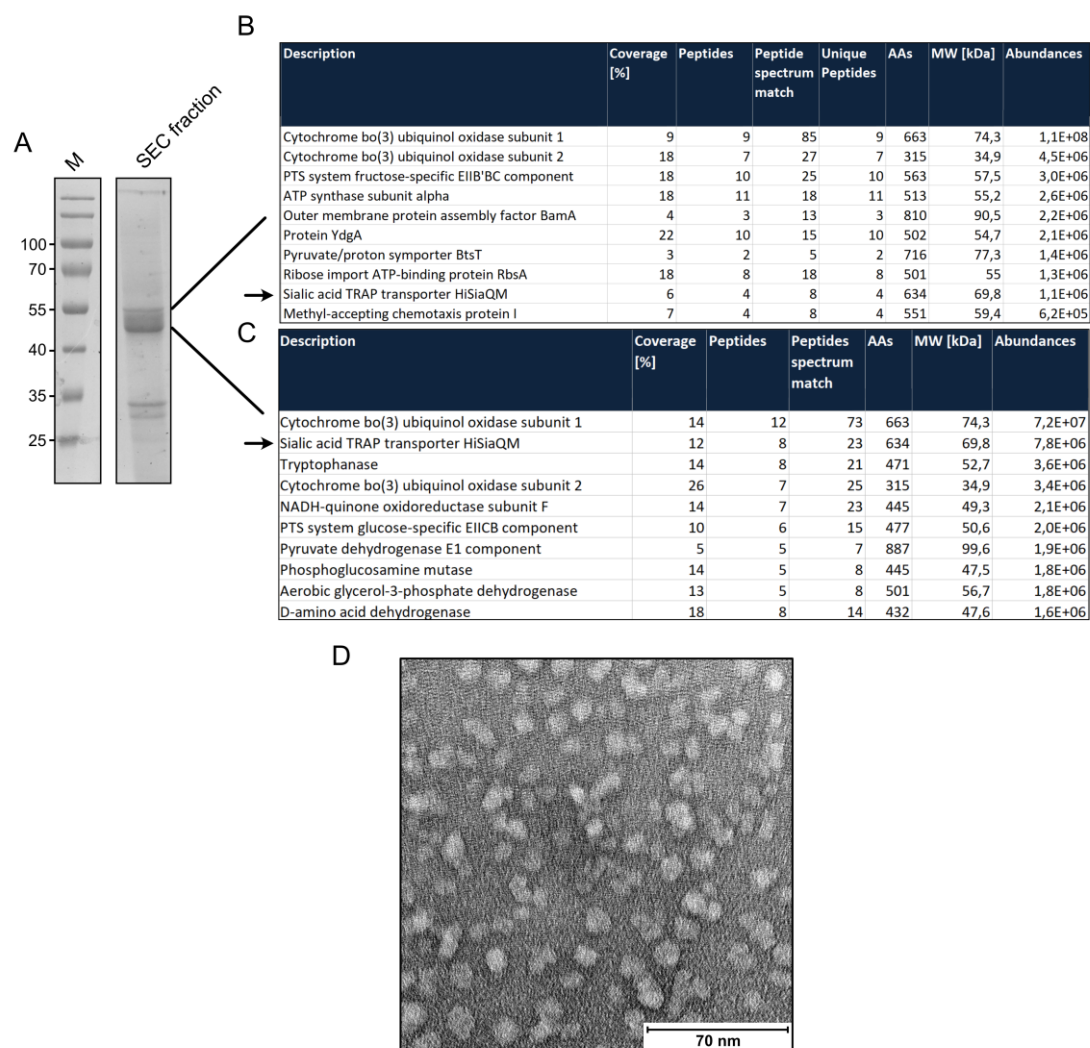 A
M
SEC fraction
100
70
55
40
35
25
B
Description Coverage [%] Peptides Peptide spectrum match Unique Peptides AAs MW [kDa] Abundances
Cytochrome bo(3) ubiquinol oxidase subunit 1 9 9 85 9 663 74,3 1,1E+08
Cytochrome bo(3) ubiquinol oxidase subunit 2 18 7 27 7 315 34,9 4,5E+06
PTS system fructose-specific EIIB'BC component 18 10 25 10 563 57,5 3,0E+06
ATP synthase subunit alpha 18 11 18 11 513 55,2 2,6E+06
Outer membrane protein assembly factor BamA 4 3 13 3 810 90,5 2,2E+06
Protein YdgA 22 10 15 10 502 54,7 2,1E+06
Pyruvate/proton symporter BtsT 3 2 5 2 716 77,3 1,4E+06
Ribose import ATP-binding protein RbsA 18 8 18 8 501 55 1,3E+06
Sialic acid TRAP transporter HiSiaQM 6 4 8 4 634 69,8 1,1E+06
Methyl-accepting chemotaxis protein I 7 4 8 4 551 59,4 6,2E+05
C
Description Coverage [%] Peptides Peptides spectrum match AAs MW [kDa] Abundances
Cytochrome bo(3) ubiquinol oxidase subunit 1 14 12 73 663 74,3 7,2E+07
Sialic acid TRAP transporter HiSiaQM 12 8 23 634 69,8 7,8E+06
Tryptophanase 14 8 21 471 52,7 3,6E+06
Cytochrome bo(3) ubiquinol oxidase subunit 2 26 7 25 315 34,9 3,4E+06
NADH-quinone oxidoreductase subunit F 14 7 23 445 49,3 2,1E+06
PTS system glucose-specific EIICB component 10 6 15 477 50,6 2,0E+06
Pyruvate dehydrogenase E1 component 5 5 7 887 99,6 1,9E+06
Phosphoglucosamine mutase 14 5 8 445 47,5 1,8E+06
Aerobic glycerol-3-phosphate dehydrogenase 13 5 8 501 56,7 1,8E+06
D-amino acid dehydrogenase 18 8 14 432 47,6 1,6E+06
D
70 nm